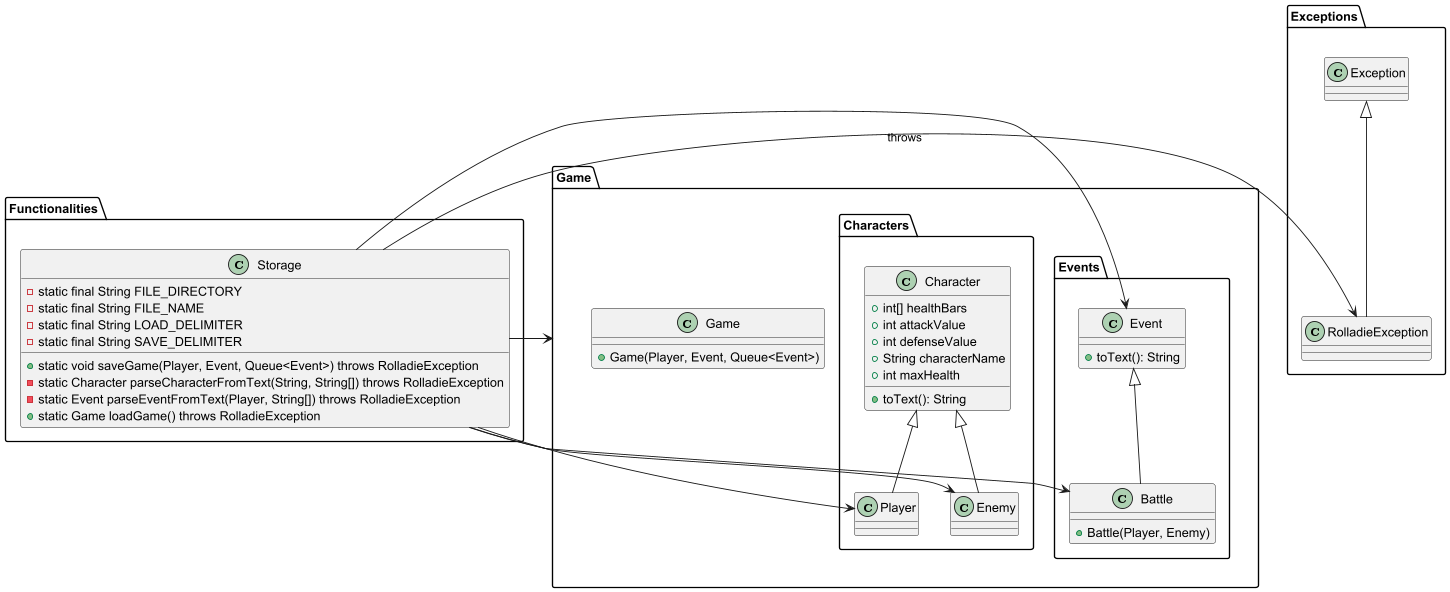 Exceptions
C Exception
throws
Game
Functionalities
C Storage
static final String FILE_DIRECTORY
static final String FILE_NAME
static final String LOAD_DELIMITER
static final String SAVE_DELIMITER
static void saveGame(Player, Event, Queue<Event>) throws RolladieException
static Character parseCharacterFromText(String, String[]) throws RolladieException
static Event parseEventFromText(Player, String[]) throws RolladieException
static Game loadGame() throws RolladieException
C Game
Game(Player, Event, Queue<Event>)
Characters
C Character
int[] healthBars
int attackValue
int defenseValue
String characterName
int maxHealth
toText(): String
C Player
C Enemy
Events
C Event
toText(): String
C Battle
Battle(Player, Enemy)
C RolladieException